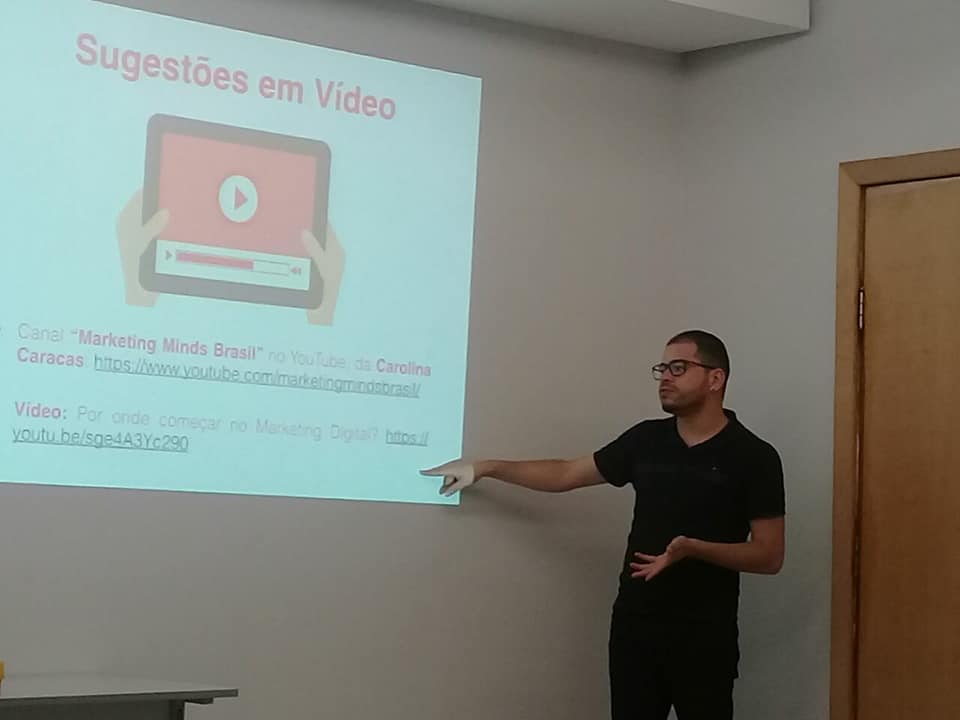 Sugestões em Vídeo
Canal “Marketing Minds Brasil” no YouTube, da Carolina
Caracas: https://www.youtube.com/marketingmindsbrasil/
Vídeo: Por onde começar no Marketing Digital? https://
youtu.be/sge4A3Yc290